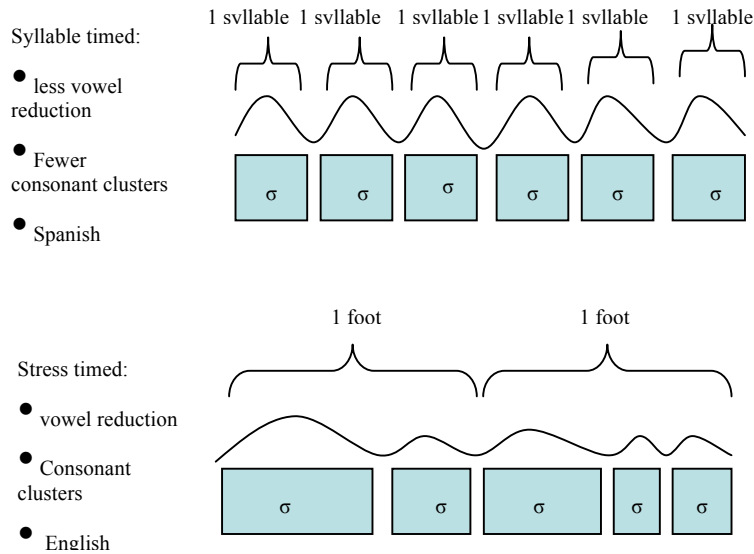 1 syllable 1 syllable 1 syllable 1 syllable 1 syllable 1 syllable
Syllable timed:
● less vowel
reduction
● Fewer
consonant clusters
● Spanish
σ σ σ σ σ σ
1 foot 1 foot
Stress timed:
● vowel reduction
● Consonant
clusters
● English
σ σ σ σ σ